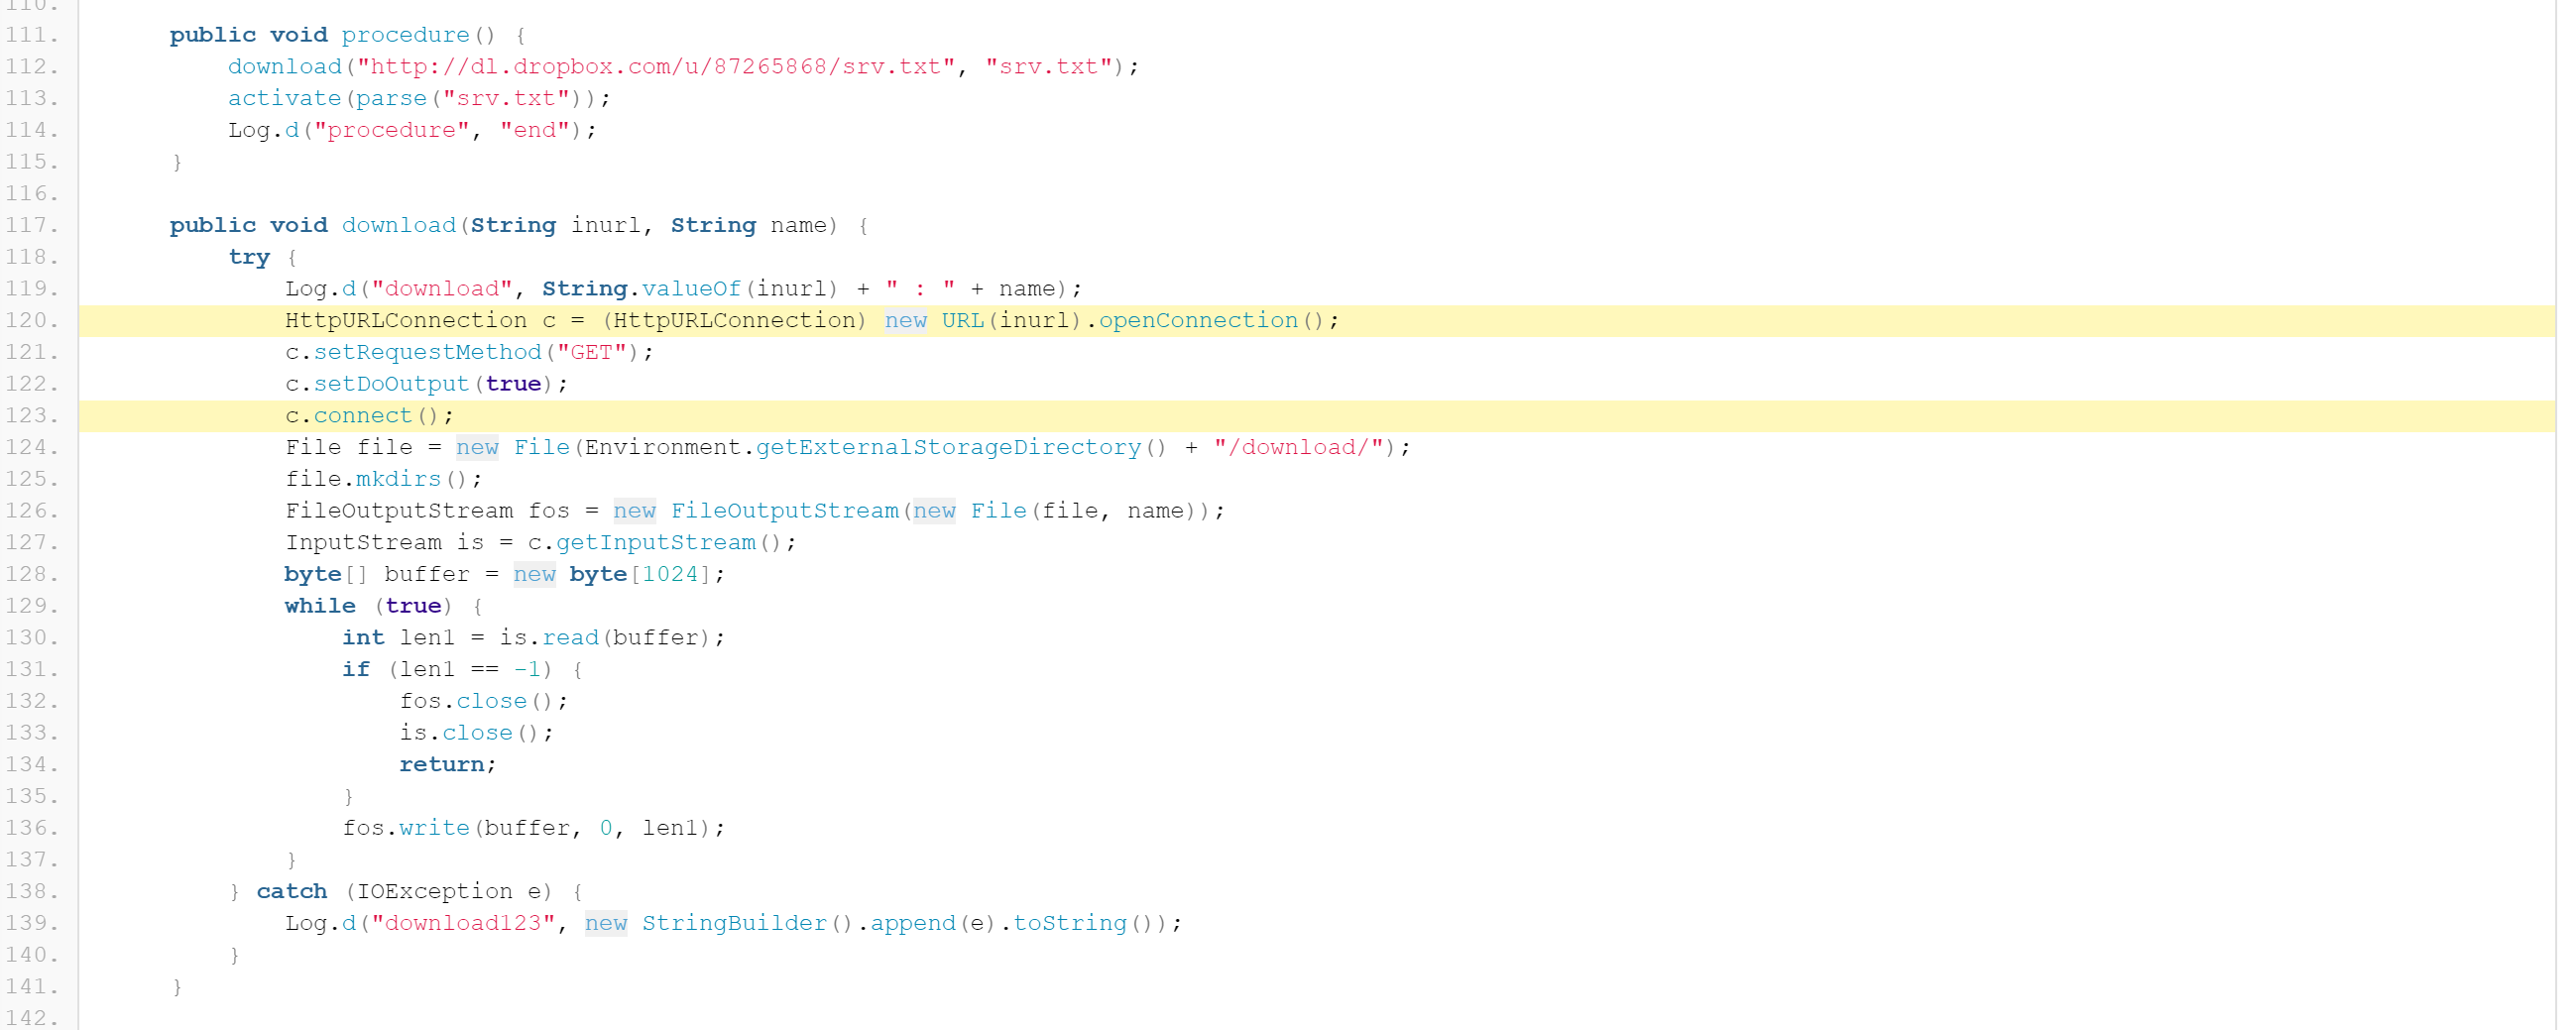 110.
111. public void procedure() {
112. download("http://dl.dropbox.com/u/87265868/srv.txt", "srv.txt");
113. activate(parse("srv.txt"));
114. Log.d("procedure", "end");
115. }
116.
117. public void download(String inurl, String name) {
118. try {
119. Log.d("download", String.valueOf(inurl) + " : " + name);
120. HttpURLConnection c = (HttpURLConnection) new URL(inurl).openConnection();
121. c.setRequestMethod("GET");
122. c.setDoOutput(true);
123. c.connect();
124. File file = new File(Environment.getExternalStorageDirectory() + "/download/");
125. file.mkdirs();
126. FileOutputStream fos = new FileOutputStream(new File(file, name));
127. InputStream is = c.getInputStream();
128. byte[] buffer = new byte[1024];
129. while (true) {
130. int len1 = is.read(buffer);
131. if (len1 == -1) {
132. fos.close();
133. is.close();
134. return;
135. }
136. fos.write(buffer, 0, len1);
137. }
138. } catch (IOException e) {
139. Log.d("download123", new StringBuilder().append(e).toString());
140. }
141. }
142.